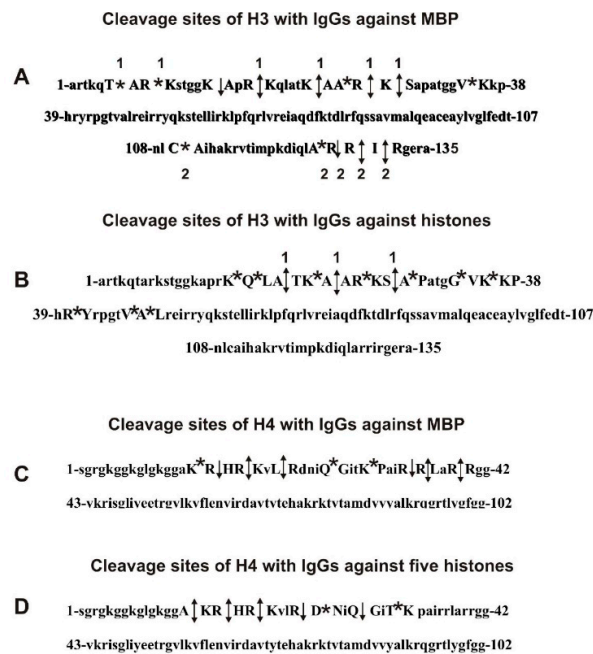 Cleavage sites of H3 with IgGs against MBP
1 1 1 1 1
A
1-artkqT * AR *KstggK ↓ApR↕KqlatK↕AA*R↕ K ↕SapatggV*Kkp-38
39-hryrpgtvalreirryqkstellirklpfqrlvreiaqdfktdlrfqssavmalqeaceaylvglfedt-107
108-nl C * AihakrvtimpkdiqlA*R↓R↕ I ↕Rgera-135
2 2 2 2 2
Cleavage sites of H3 with IgGs against histones
1 1 1
B
1-artkqtarkstggkaprK*Q*LA↕TK*A↕AR*KS↕A*PatgG*VK*KP-38
39-hR*YrpgtV*A*Lreirryqkstellirklpfqrlvreiaqdfktdlrfqssavmalqeaceaylvglfedt-107
108-nlcaihakrvtimpkdiqlarrirgera-135
Cleavage sites of H4 with IgGs against MBP
C
1-sgrgkggkglgkggaK*R↓HR↕KvL↕RdniQ*GitK*PaiR↓R↕LaR↕Rgg-42
43-vkrisgliyeetrgvlkvflenvirdavtytehakrktvtamdvvyalkrqgrtlygfgg-102
Cleavage sites of H4 with IgGs against five histones
D
1-sgrgkggkglgkggA↕KR↕HR↕KvlR↓ D*NiQ↓ GiT*K pairrlarrgg-42
43-vkrisgliyeetrgvlkvflenvirdavtytehakrktvtamdvvyalkrqgrtlygfgg-102